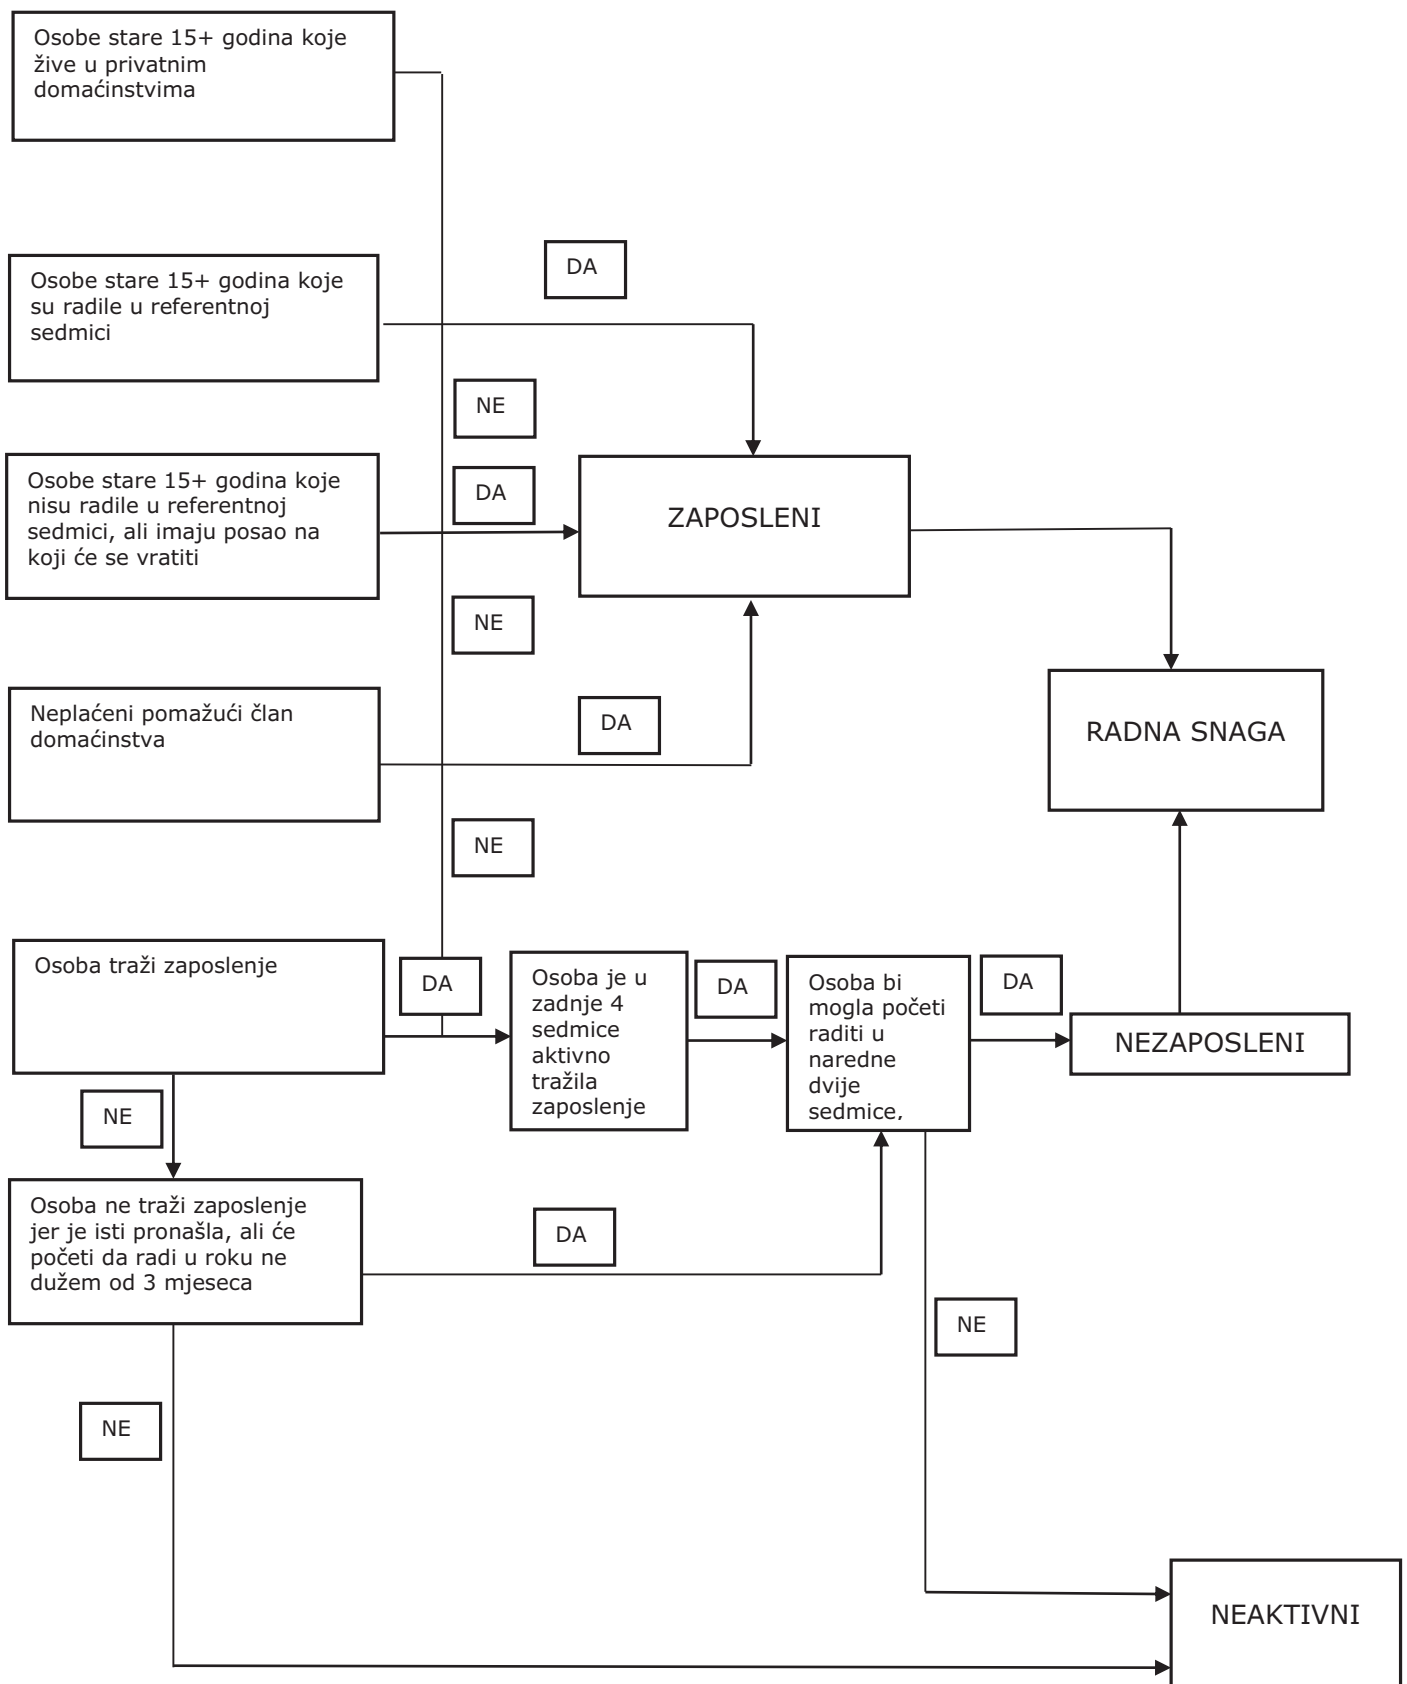 Osobe stare 15+ godina koje
žive u privatnim
domaćinstvima
DA
Osobe stare 15+ godina koje
su radile u referentnoj
sedmici
NE
Osobe stare 15+ godina koje
nisu radile u referentnoj
sedmici, ali imaju posao na
koji će se vratiti
DA
ZAPOSLENI
NE
Neplaćeni pomažući član
domaćinstva
DA
RADNA SNAGA
NE
Osoba traži zaposlenje
DA
Osoba je u
zadnje 4
sedmice
aktivno
tražila
zaposlenje
DA
Osoba bi
mogla početi
raditi u
naredne
dvije
sedmice.
DA
NEZAPOSLENI
NE
Osoba ne traži zaposlenje
jer je isti pronašla, ali će
početi da radi u roku ne
dužem od 3 mjeseca
DA
NE
NE
NEAKTIVNI